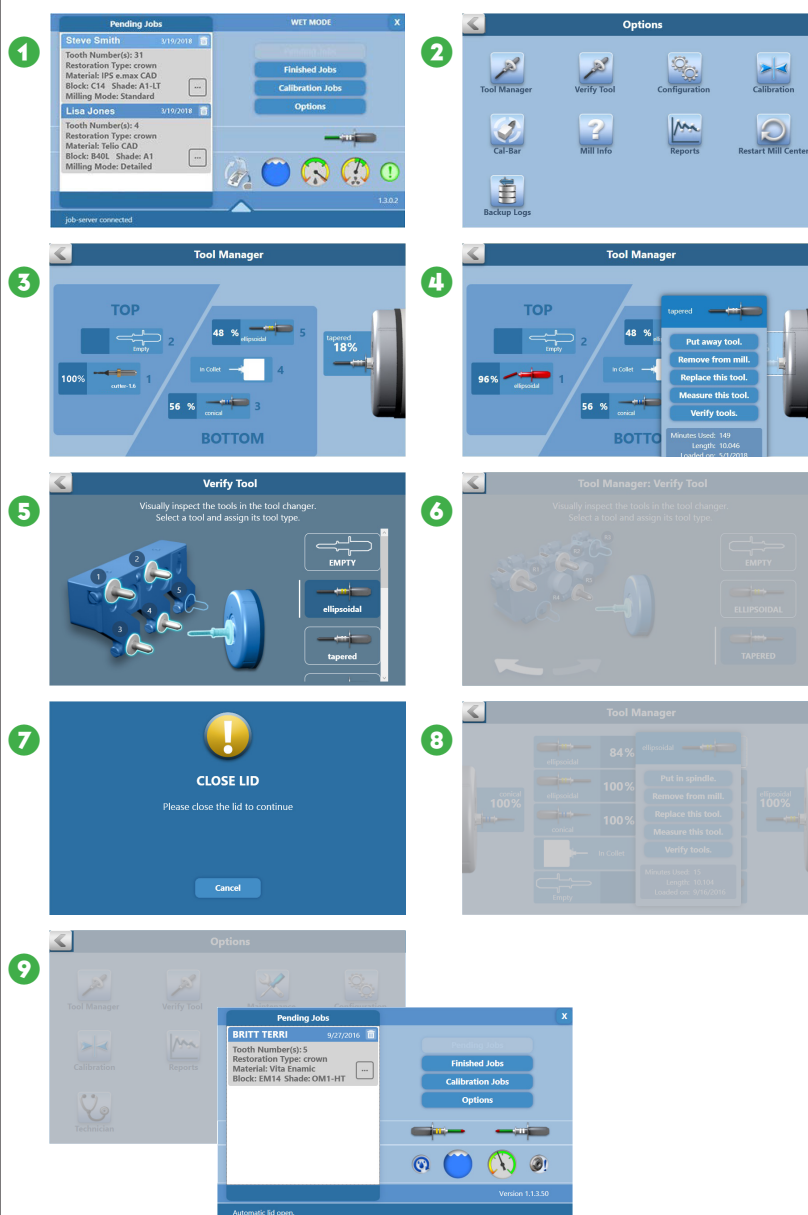 1
Pending Jobs
WET MODE
X
Steve Smith 3/19/2018
Tooth Number(s): 31
Restoration Type: crown
Material: IPS e.max CAD
Block: C14 Shade: A1-LT
Milling Mode: Standard
...
Lisa Jones 3/19/2018
Tooth Number(s): 4
Restoration Type: crown
Material: Telio CAD
Block: B40L Shade: A1
Milling Mode: Detailed
...
Pending Jobs
Finished Jobs
Calibration Jobs
Options
1.3.0.2
job-server connected
2
Options
Tool Manager
Verify Tool
Configuration
Calibration
Cal-Bar
Mill Info
Reports
Restart Mill Center
Backup Logs
3
Tool Manager
TOP
Empty
2
100%
cutter-1.6
1
48 %
ellipsoidal
5
In Collet
4
56 %
conical
3
BOTTOM
tapered
18%
4
Tool Manager
TOP
Empty
2
96%
ellipsoidal
1
48 %
In Collet
56 %
conical
BOTTO
tapered
Put away tool.
Remove from mill.
Replace this tool.
Measure this tool.
Verify tools.
Minutes Used: 149
Length: 10.046
Loaded on: 5/1/2018
5
Verify Tool
Visually inspect the tools in the tool changer.
Select a tool and assign its tool type.
1
2
3
4
5
EMPTY
ellipsoidal
tapered
6
Tool Manager: Verify Tool
Visually inspect the tools in the tool changer.
Select a tool and assign its tool type.
EMPTY
ELLIPSOIDAL
TAPERED
7
CLOSE LID
Please close the lid to continue
Cancel
8
Tool Manager
conical
100%
ellipsoidal
84%
ellipsoidal
100%
conical
100%
In Collet
Empty
ellipsoidal
Put in spindle.
Remove from mill.
Replace this tool.
Measure this tool.
Verify tools.
Minutes Used: 15
Length: 10.104
ellipsoidal
100%
9
Options
Tool Manager
Verify Tool
Calibration
Reports
Technician
Pending Jobs
X
BRITT TERRI 9/27/2016
Tooth Number(s): 5
Restoration Type: crown
Material: Vita Enamic
Block: EM14 Shade: OM1-HT
...
Pending Jobs
Finished Jobs
Calibration Jobs
Options
Version 1.1.3.50
Automatic lid open.